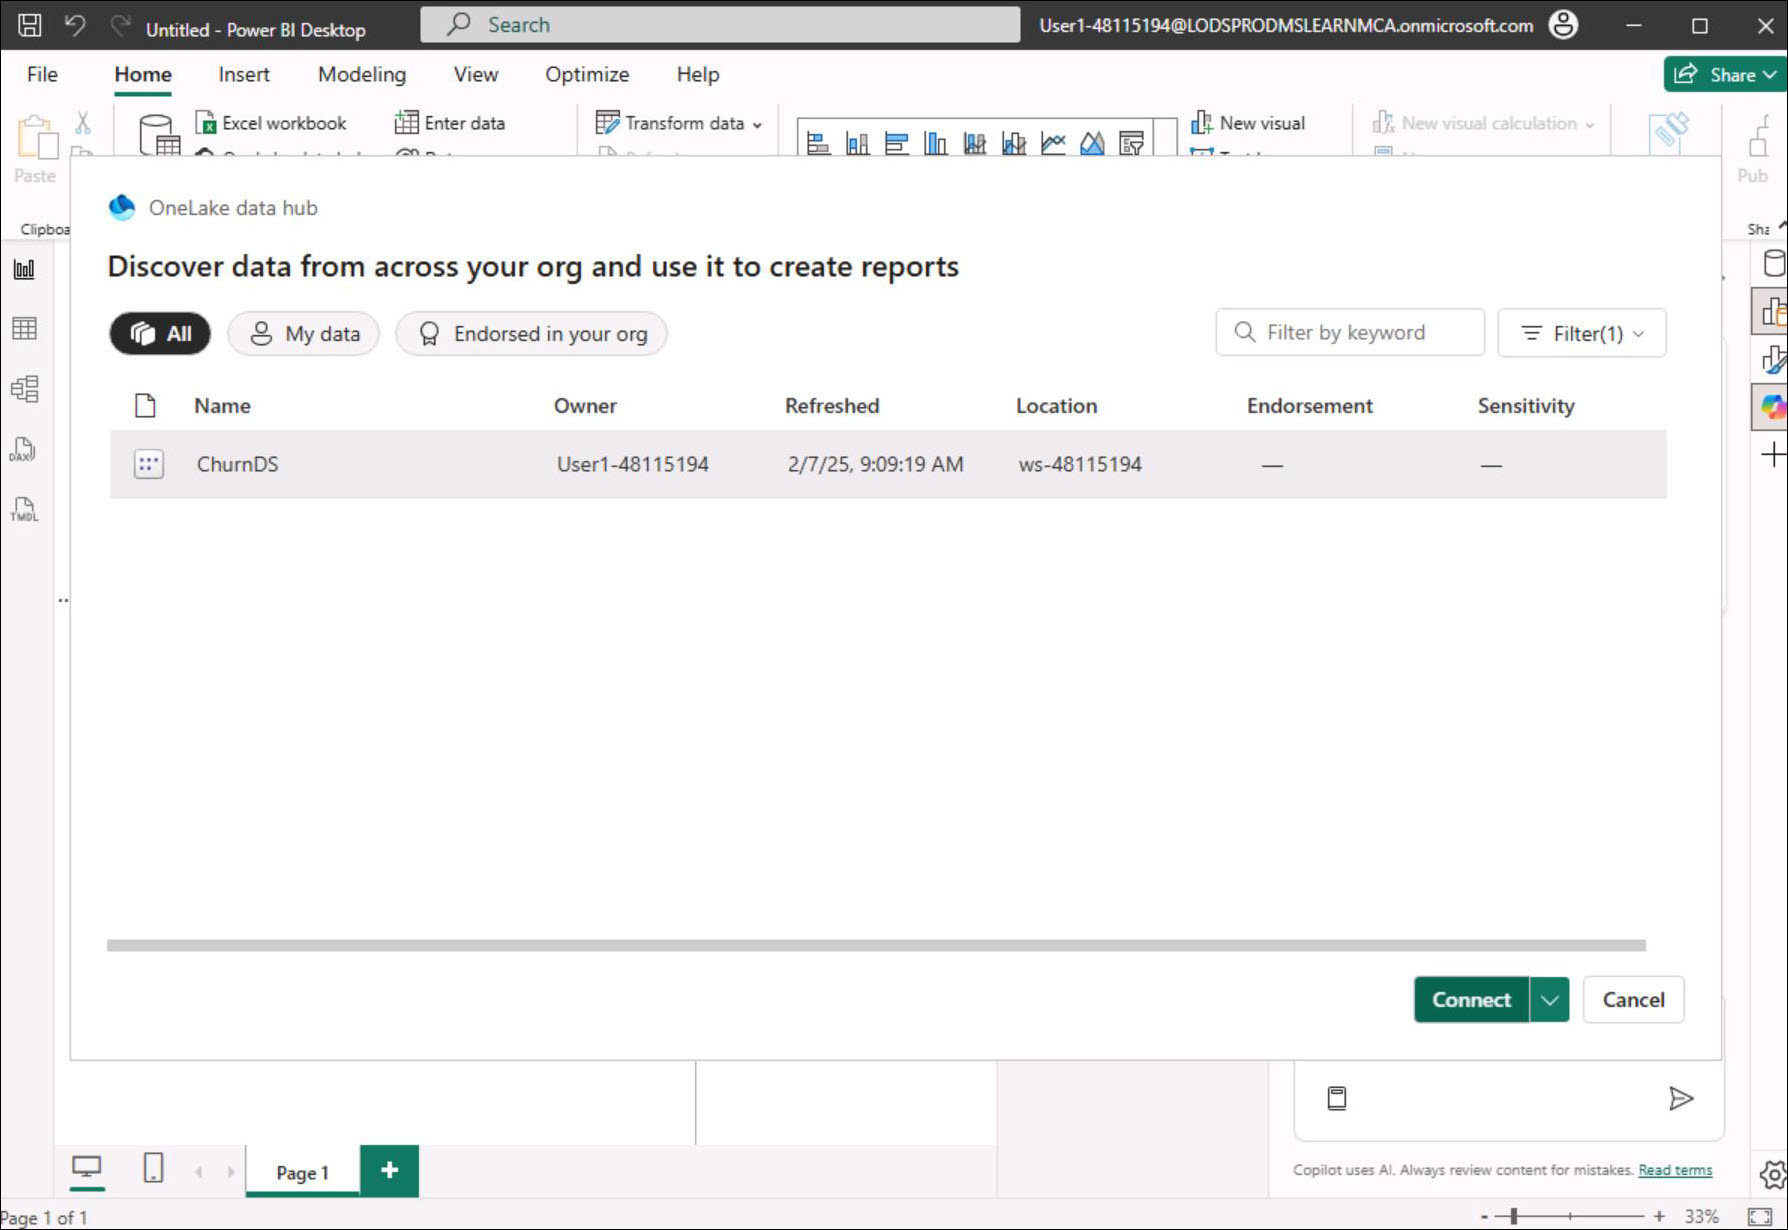 Untitled - Power BI Desktop
Search
User1-48115194@LODSPRODMSLEARNMCA.onmicrosoft.com
File Home Insert Modeling View Optimize Help
Share
Excel workbook
Enter data
Transform data
New visual
New visual calculation
Paste
Pub
Clipboa
Sha
OneLake data hub
Discover data from across your org and use it to create reports
All
My data
Endorsed in your org
Filter by keyword
Filter(1)
Name Owner Refreshed Location Endorsement Sensitivity
ChurnDS User1-48115194 2/7/25, 9:09:19 AM ws-48115194 — —
DAX
TMDL
Connect
Cancel
Page 1
+
Copilot uses AI. Always review content for mistakes. Read terms
Page 1 of 1
- + 33%